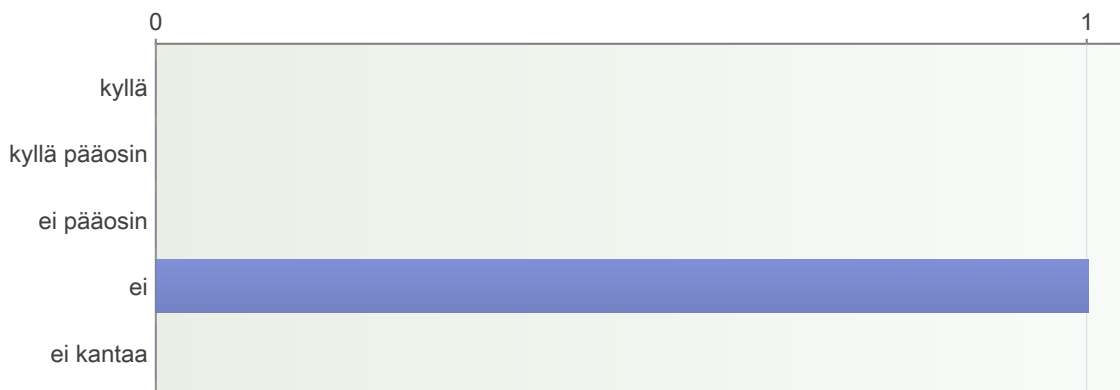 0 1
kyllä
kyllä pääosin
ei pääosin
ei
ei kantaa